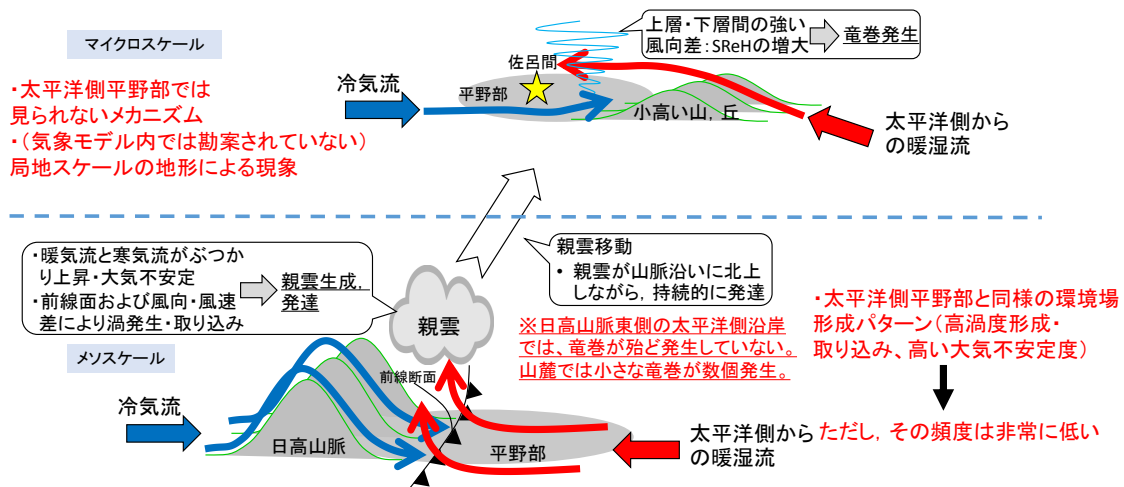 マイクロスケール
・太平洋側平野部では
見られないメカニズム
・(気象モデル内では勘案されていない)
局地スケールの地形による現象
上層・下層間の強い
風向差:SReHの増大
竜巻発生
佐呂間
冷気流
平野部
小高い山,丘
太平洋側から
の暖湿流
・暖気流と寒気流がぶつか
り上昇・大気不安定
・前線面および風向・風速
差により渦発生・取り込み
親雲生成,
発達
親雲
親雲移動
• 親雲が山脈沿いに北上
しながら,持続的に発達
※日高山脈東側の太平洋側沿岸
では、竜巻が殆ど発生していない。
山麓では小さな竜巻が数個発生。
・太平洋側平野部と同様の環境場
形成パターン(高渦度形成・
取り込み、高い大気不安定度)
メソスケール
前線断面
冷気流
日高山脈
平野部
太平洋側から
の暖湿流
ただし,その頻度は非常に低い